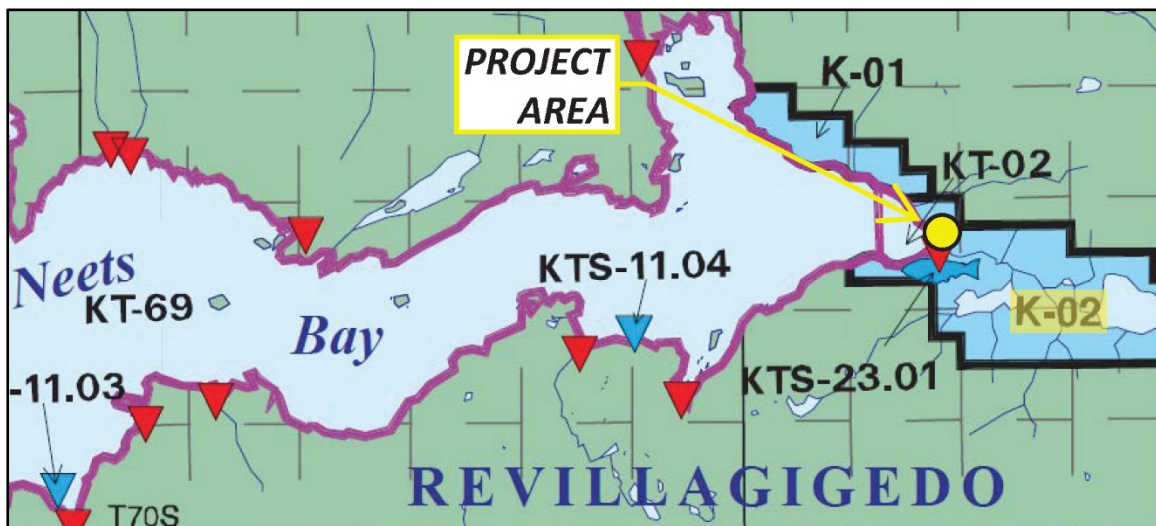 PROJECT
AREA
K-01
KT-02
Neets
KT-69
Bay
KTS-11.04
K-02
-11.03
KTS-23.01
REVILLAGIGEDO
T70S